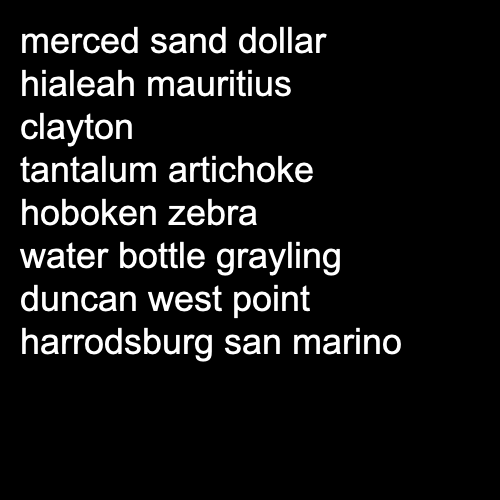 merced sand dollar
hialeah mauritius
clayton
tantalum artichoke
hoboken zebra
water bottle grayling
duncan west point
harrodsburg san marino